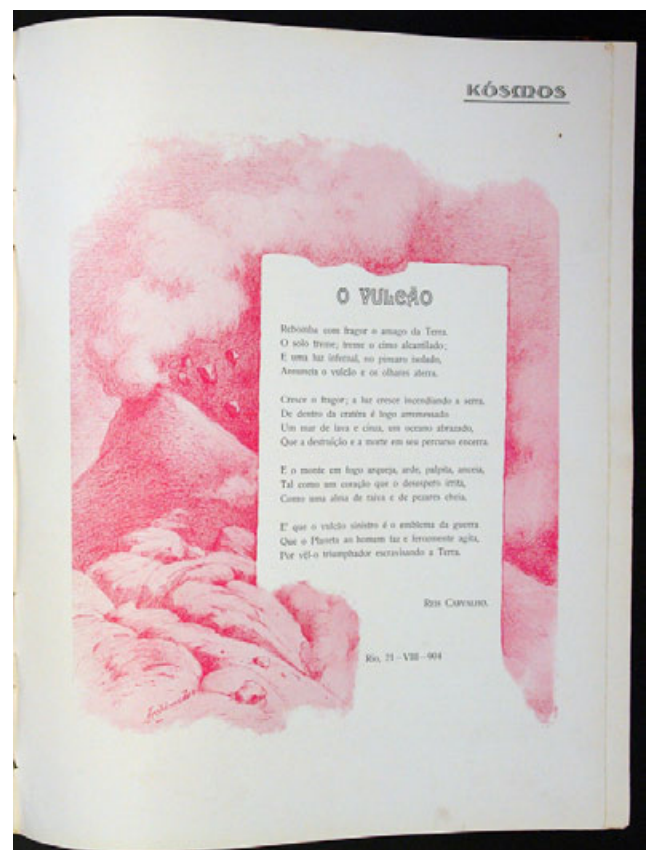 KÓSMOS
O VULCÃO
Rebomba com fragor o amago da Terra.
O solo treme; treme o cimo alcantilado;
E uma luz infernal, no pincaro isolado,
Annuncia o vulcão e os olhares aterra.
Cresce o fragor; a luz cresce incendiando a serra,
De dentro da cratéra é logo arremessado
Um mar de lava e cinza, um oceano abrazado,
Que a destruição e a morte em seu percurso encerra.
E o monte em fogo arqueja, arde, palpita, anceia,
Tal como um coração que o desespero irrita,
Como uma alma de raiva e de pezares cheia.
E' que o vulcão sinistro é o emblema da guerra
Que o Planeta ao homem faz e ferozmente agita,
Por vêl-o triumphador escravisando a Terra.
REIS CARVALHO.
Rio, 21—VIII—904